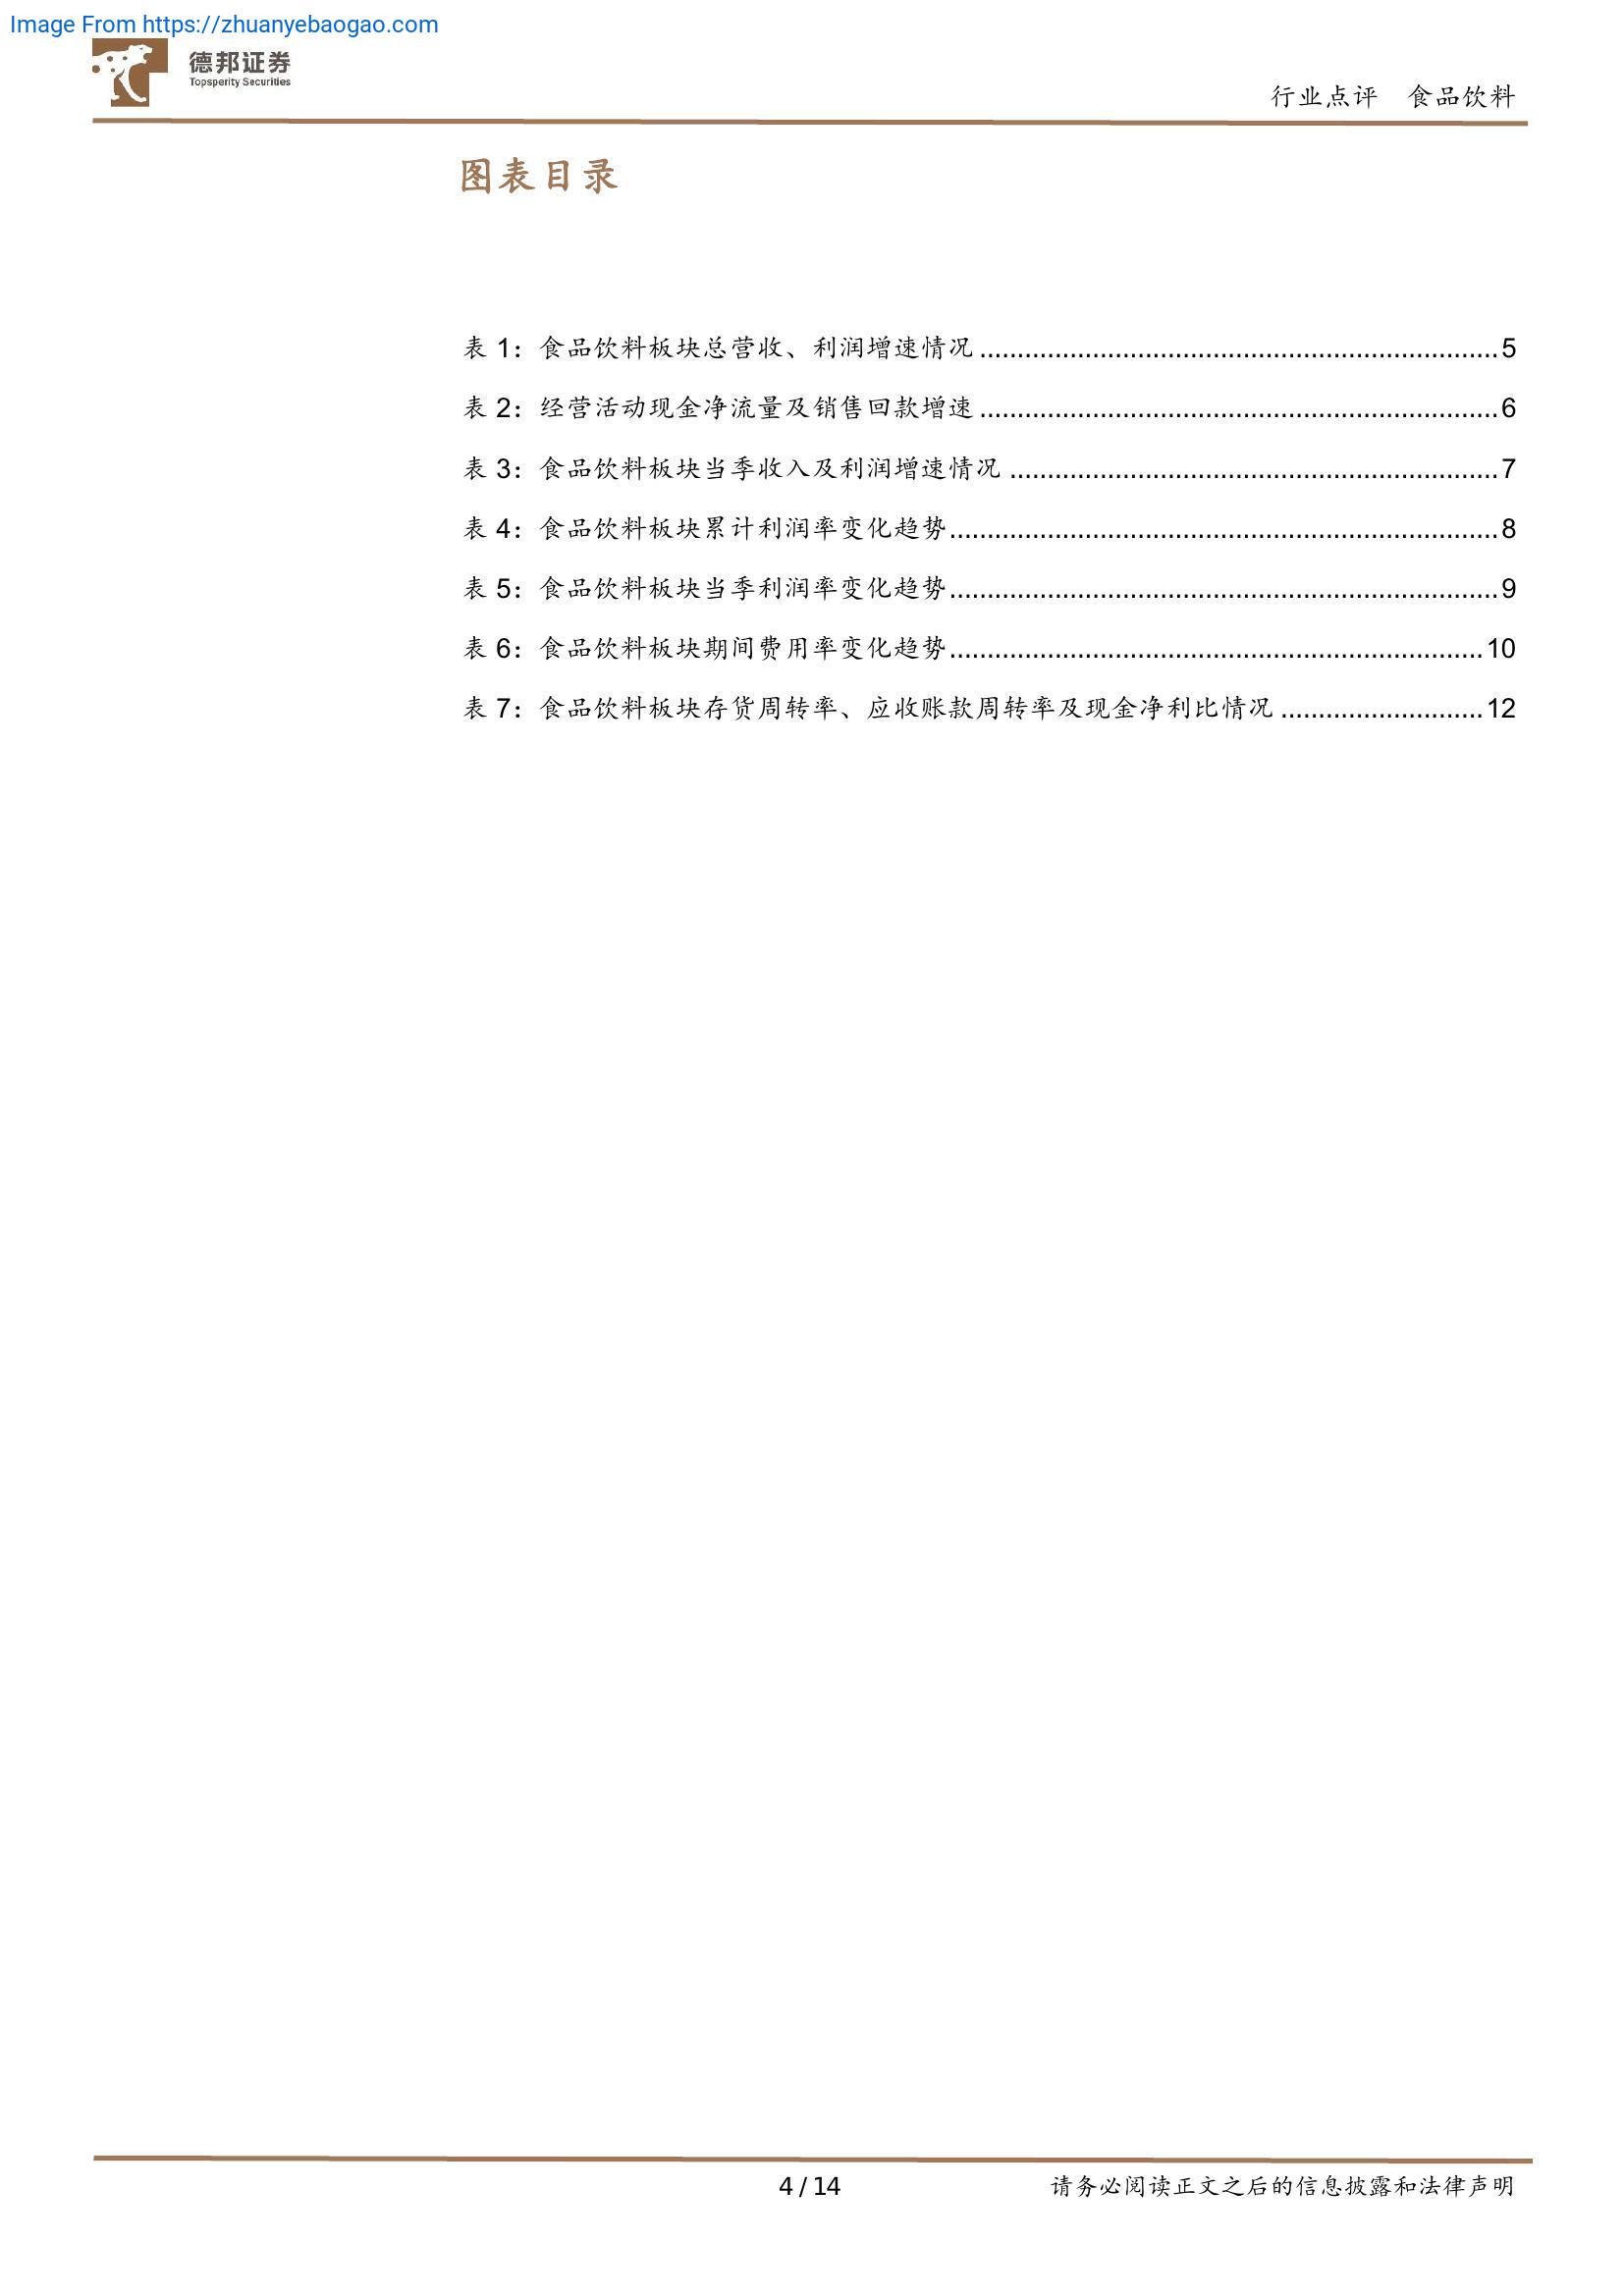 Image From https://zhuanyebaogao.com
德邦证券
Topsperity Securities
行业点评 食品饮料
图表目录
表 1：食品饮料板块总营收、利润增速情况......................................................................5
表 2：经营活动现金净流量及销售回款增速......................................................................6
表 3：食品饮料板块当季收入及利润增速情况..................................................................7
表 4：食品饮料板块累计利润率变化趋势..........................................................................8
表 5：食品饮料板块当季利润率变化趋势..........................................................................9
表 6：食品饮料板块期间费用率变化趋势........................................................................10
表 7：食品饮料板块存货周转率、应收账款周转率及现金净利比情况...........................12
4 / 14
请务必阅读正文之后的信息披露和法律声明